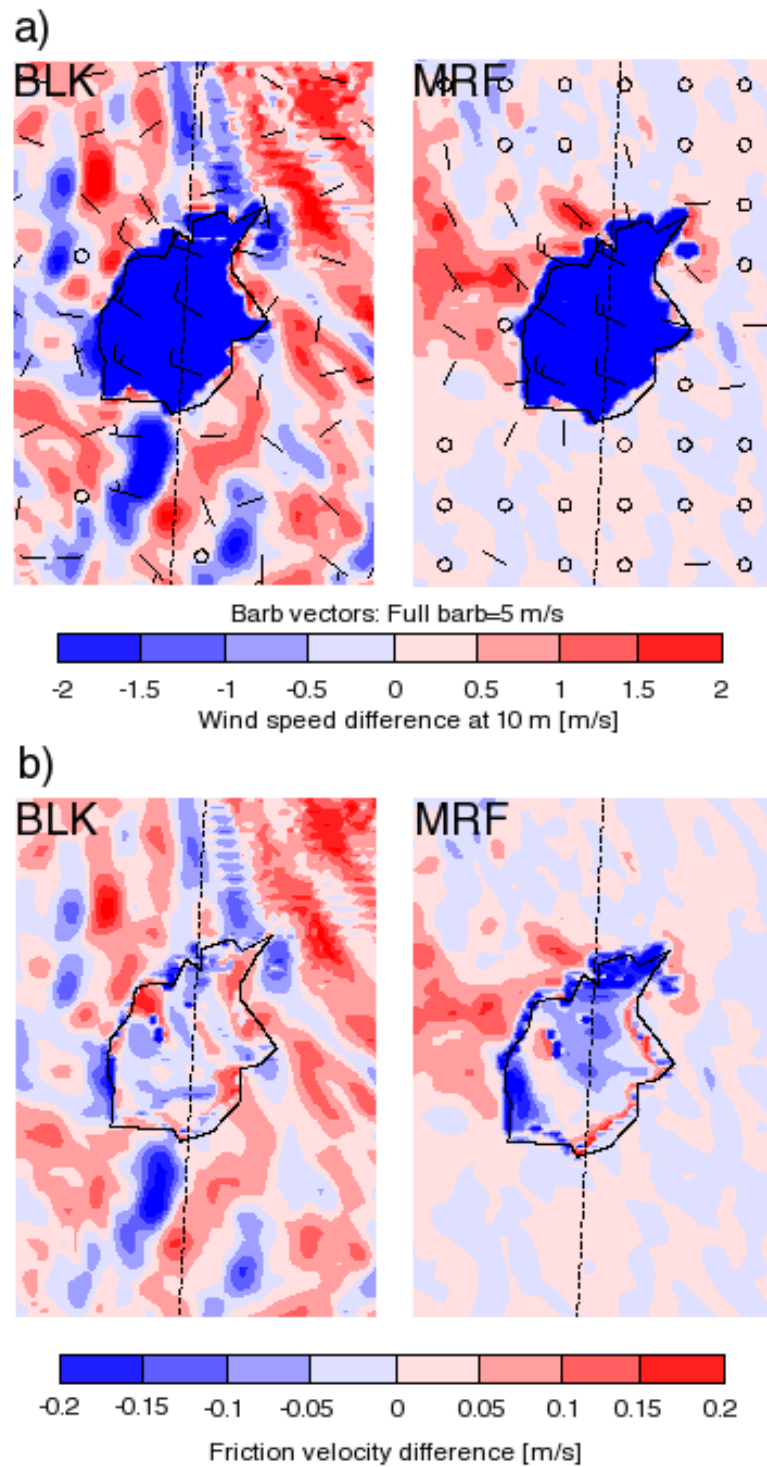 a)
BLK MRF
Barb vectors: Full barb=5 m/s
-2 -1.5 -1 -0.5 0 0.5 1 1.5 2
Wind speed difference at 10 m [m/s]
b)
BLK MRF
-0.2 -0.15 -0.1 -0.05 0 0.05 0.1 0.15 0.2
Friction velocity difference [m/s]